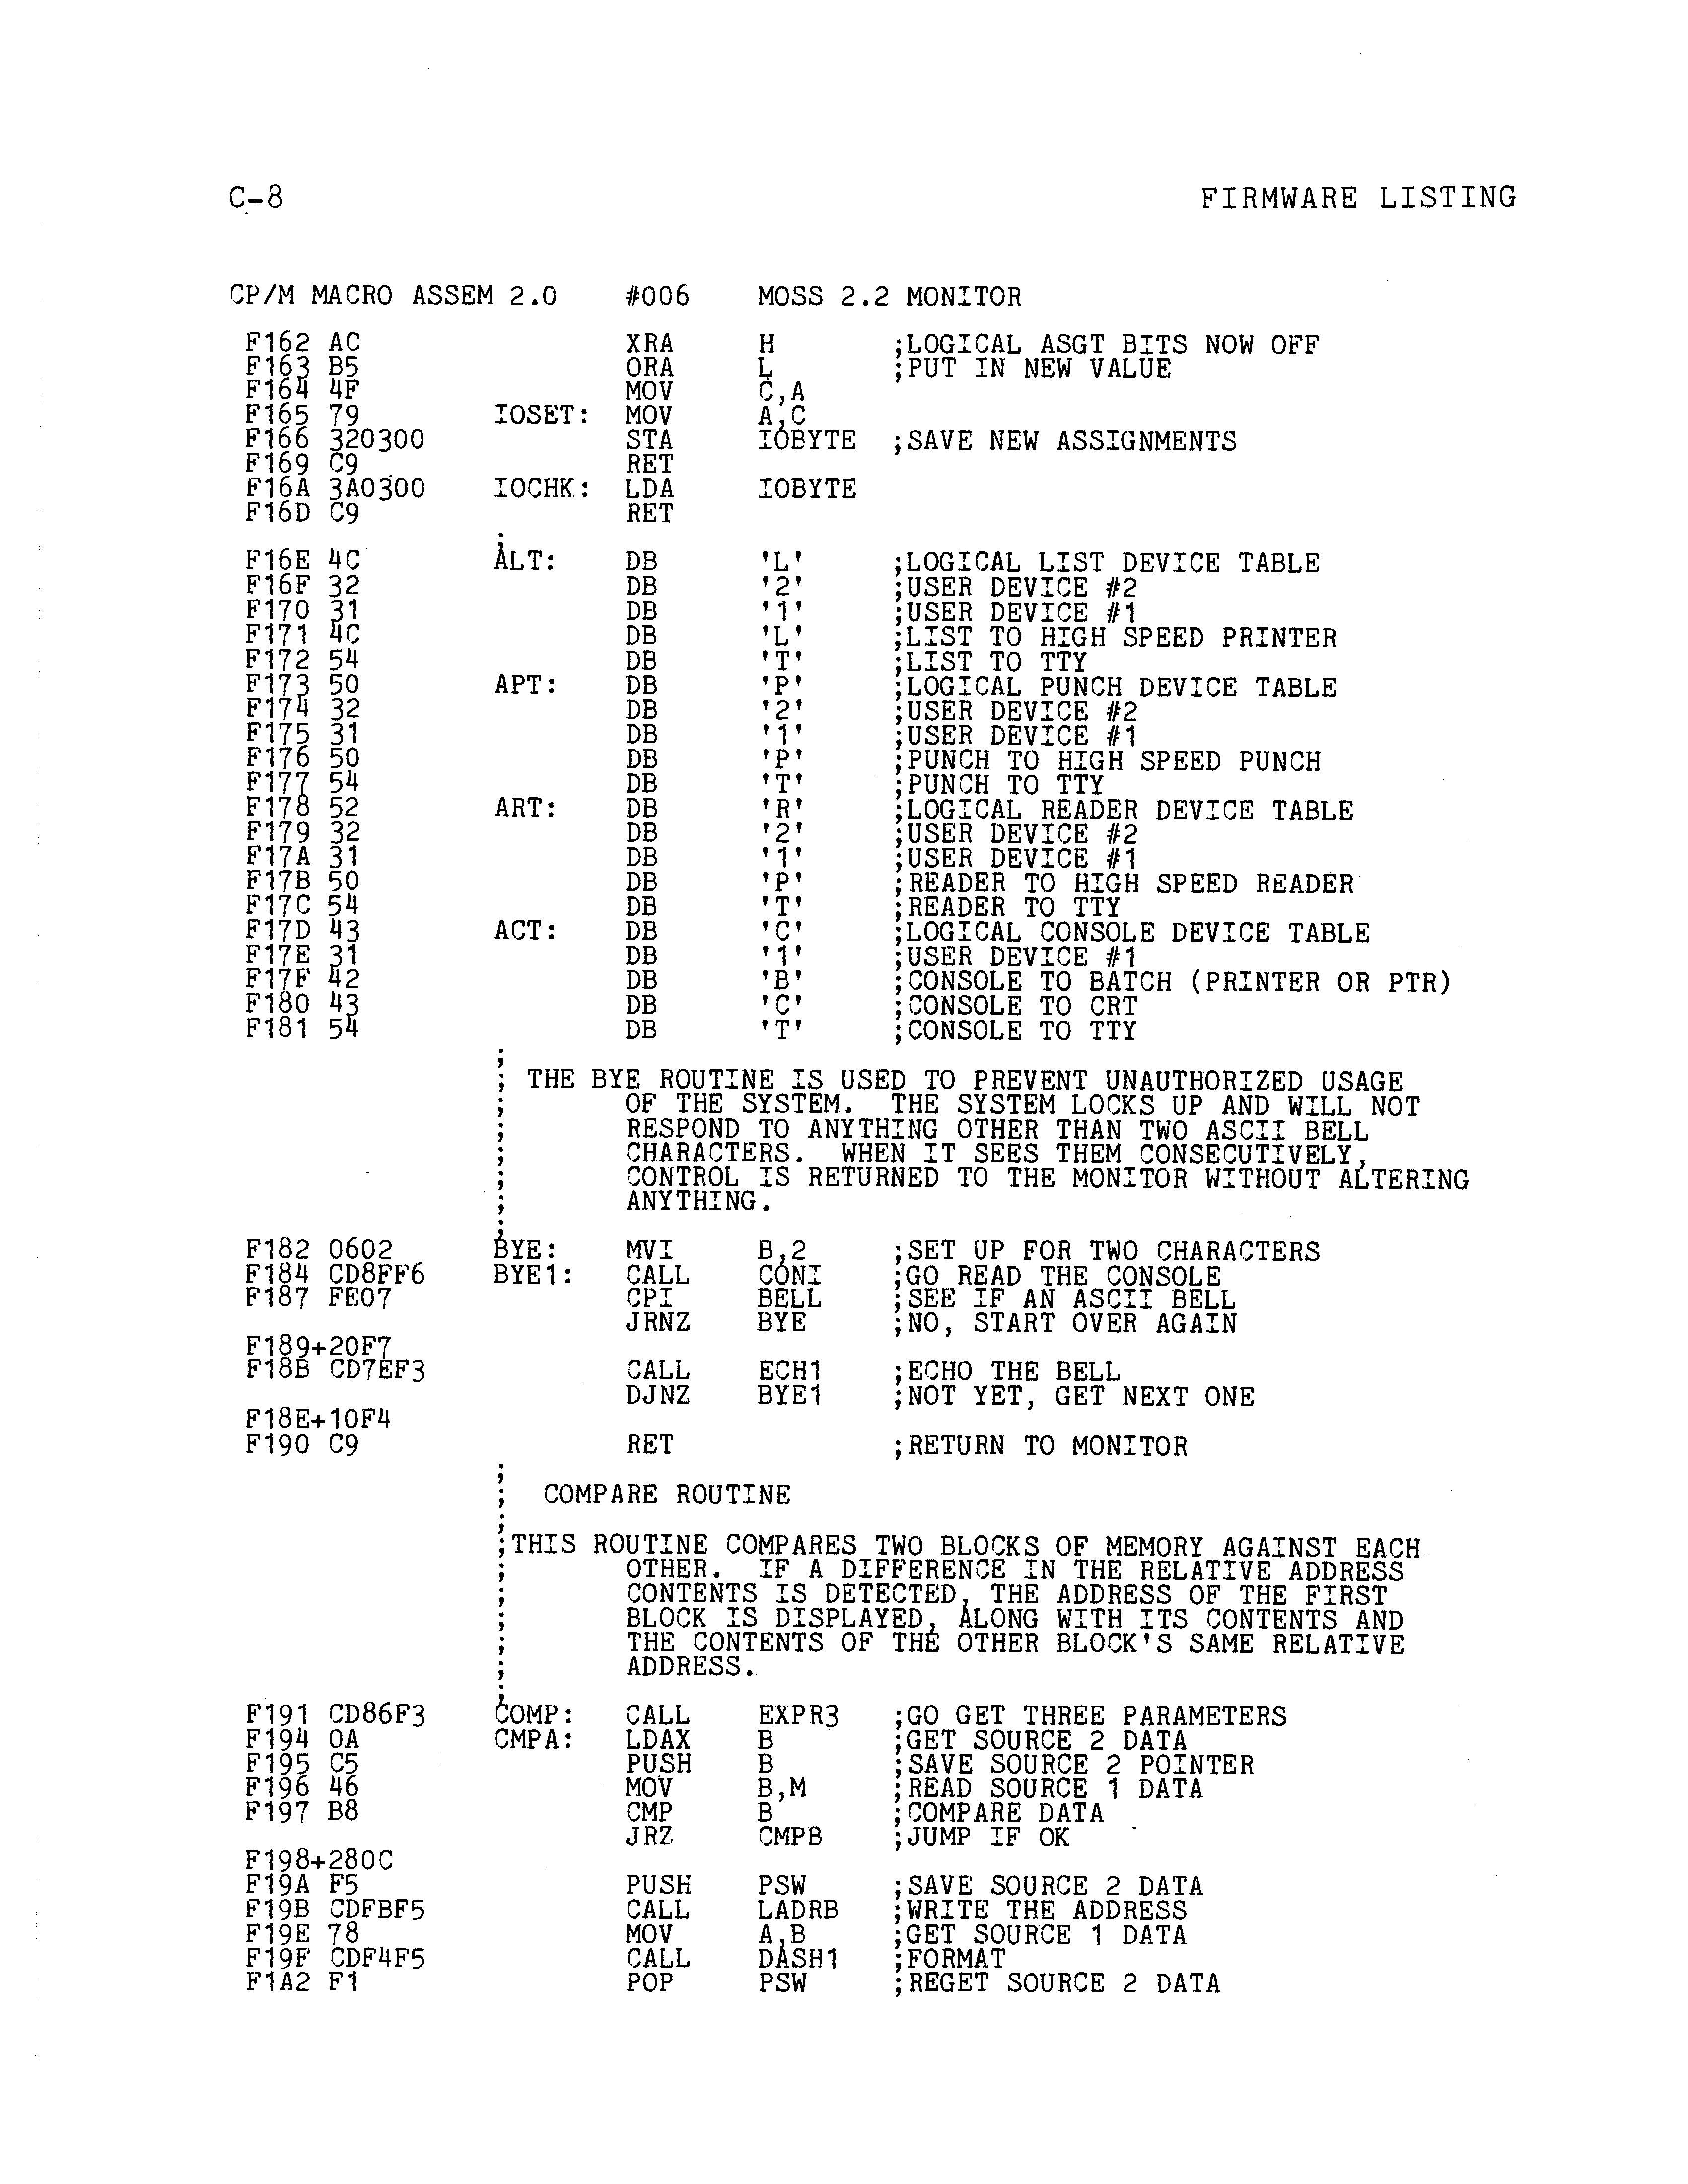 C-8 FIRMWARE LISTING
CP/M MACRO ASSEM 2.0 #006 MOSS 2.2 MONITOR
F162 AC XRA H ;LOGICAL ASGT BITS NOW OFF
F163 B5 ORA L ;PUT IN NEW VALUE
F164 4F MOV C,A
F165 79 IOSET: MOV A,C
F166 320300 STA IOBYTE ;SAVE NEW ASSIGNMENTS
F169 C9 RET
F16A 3A0300 IOCHK: LDA IOBYTE
F16D C9 RET
;
F16E 4C ALT: DB 'L' ;LOGICAL LIST DEVICE TABLE
F16F 32 DB '2' ;USER DEVICE #2
F170 31 DB '1' ;USER DEVICE #1
F171 4C DB 'L' ;LIST TO HIGH SPEED PRINTER
F172 54 DB 'T' ;LIST TO TTY
F173 50 APT: DB 'P' ;LOGICAL PUNCH DEVICE TABLE
F174 32 DB '2' ;USER DEVICE #2
F175 31 DB '1' ;USER DEVICE #1
F176 50 DB 'P' ;PUNCH TO HIGH SPEED PUNCH
F177 54 DB 'T' ;PUNCH TO TTY
F178 52 ART: DB 'R' ;LOGICAL READER DEVICE TABLE
F179 32 DB '2' ;USER DEVICE #2
F17A 31 DB '1' ;USER DEVICE #1
F17B 50 DB 'P' ;READER TO HIGH SPEED READER
F17C 54 DB 'T' ;READER TO TTY
F17D 43 ACT: DB 'C' ;LOGICAL CONSOLE DEVICE TABLE
F17E 31 DB '1' ;USER DEVICE #1
F17F 42 DB 'B' ;CONSOLE TO BATCH (PRINTER OR PTR)
F180 43 DB 'C' ;CONSOLE TO CRT
F181 54 DB 'T' ;CONSOLE TO TTY
;
; THE BYE ROUTINE IS USED TO PREVENT UNAUTHORIZED USAGE
; OF THE SYSTEM. THE SYSTEM LOCKS UP AND WILL NOT
; RESPOND TO ANYTHING OTHER THAN TWO ASCII BELL
; CHARACTERS. WHEN IT SEES THEM CONSECUTIVELY,
; CONTROL IS RETURNED TO THE MONITOR WITHOUT ALTERING
; ANYTHING.
;
F182 0602 BYE: MVI B,2 ;SET UP FOR TWO CHARACTERS
F184 CD8FF6 BYE1: CALL CONI ;GO READ THE CONSOLE
F187 FE07 CPI BELL ;SEE IF AN ASCII BELL
JRNZ BYE ;NO, START OVER AGAIN
F189+20F7
F18B CD7EF3 CALL ECH1 ;ECHO THE BELL
DJNZ BYE1 ;NOT YET, GET NEXT ONE
F18E+10F4
F190 C9 RET ;RETURN TO MONITOR
;
; COMPARE ROUTINE
;
;THIS ROUTINE COMPARES TWO BLOCKS OF MEMORY AGAINST EACH
; OTHER. IF A DIFFERENCE IN THE RELATIVE ADDRESS
; CONTENTS IS DETECTED, THE ADDRESS OF THE FIRST
; BLOCK IS DISPLAYED, ALONG WITH ITS CONTENTS AND
; THE CONTENTS OF THE OTHER BLOCK'S SAME RELATIVE
; ADDRESS.
;
F191 CD86F3 COMP: CALL EXPR3 ;GO GET THREE PARAMETERS
F194 0A CMPA: LDAX B ;GET SOURCE 2 DATA
F195 C5 PUSH B ;SAVE SOURCE 2 POINTER
F196 46 MOV B,M ;READ SOURCE 1 DATA
F197 B8 CMP B ;COMPARE DATA
JRZ CMPB ;JUMP IF OK
F198+280C
F19A F5 PUSH PSW ;SAVE SOURCE 2 DATA
F19B CDFBF5 CALL LADRB ;WRITE THE ADDRESS
F19E 78 MOV A,B ;GET SOURCE 1 DATA
F19F CDF4F5 CALL DASH1 ;FORMAT
F1A2 F1 POP PSW ;REGET SOURCE 2 DATA